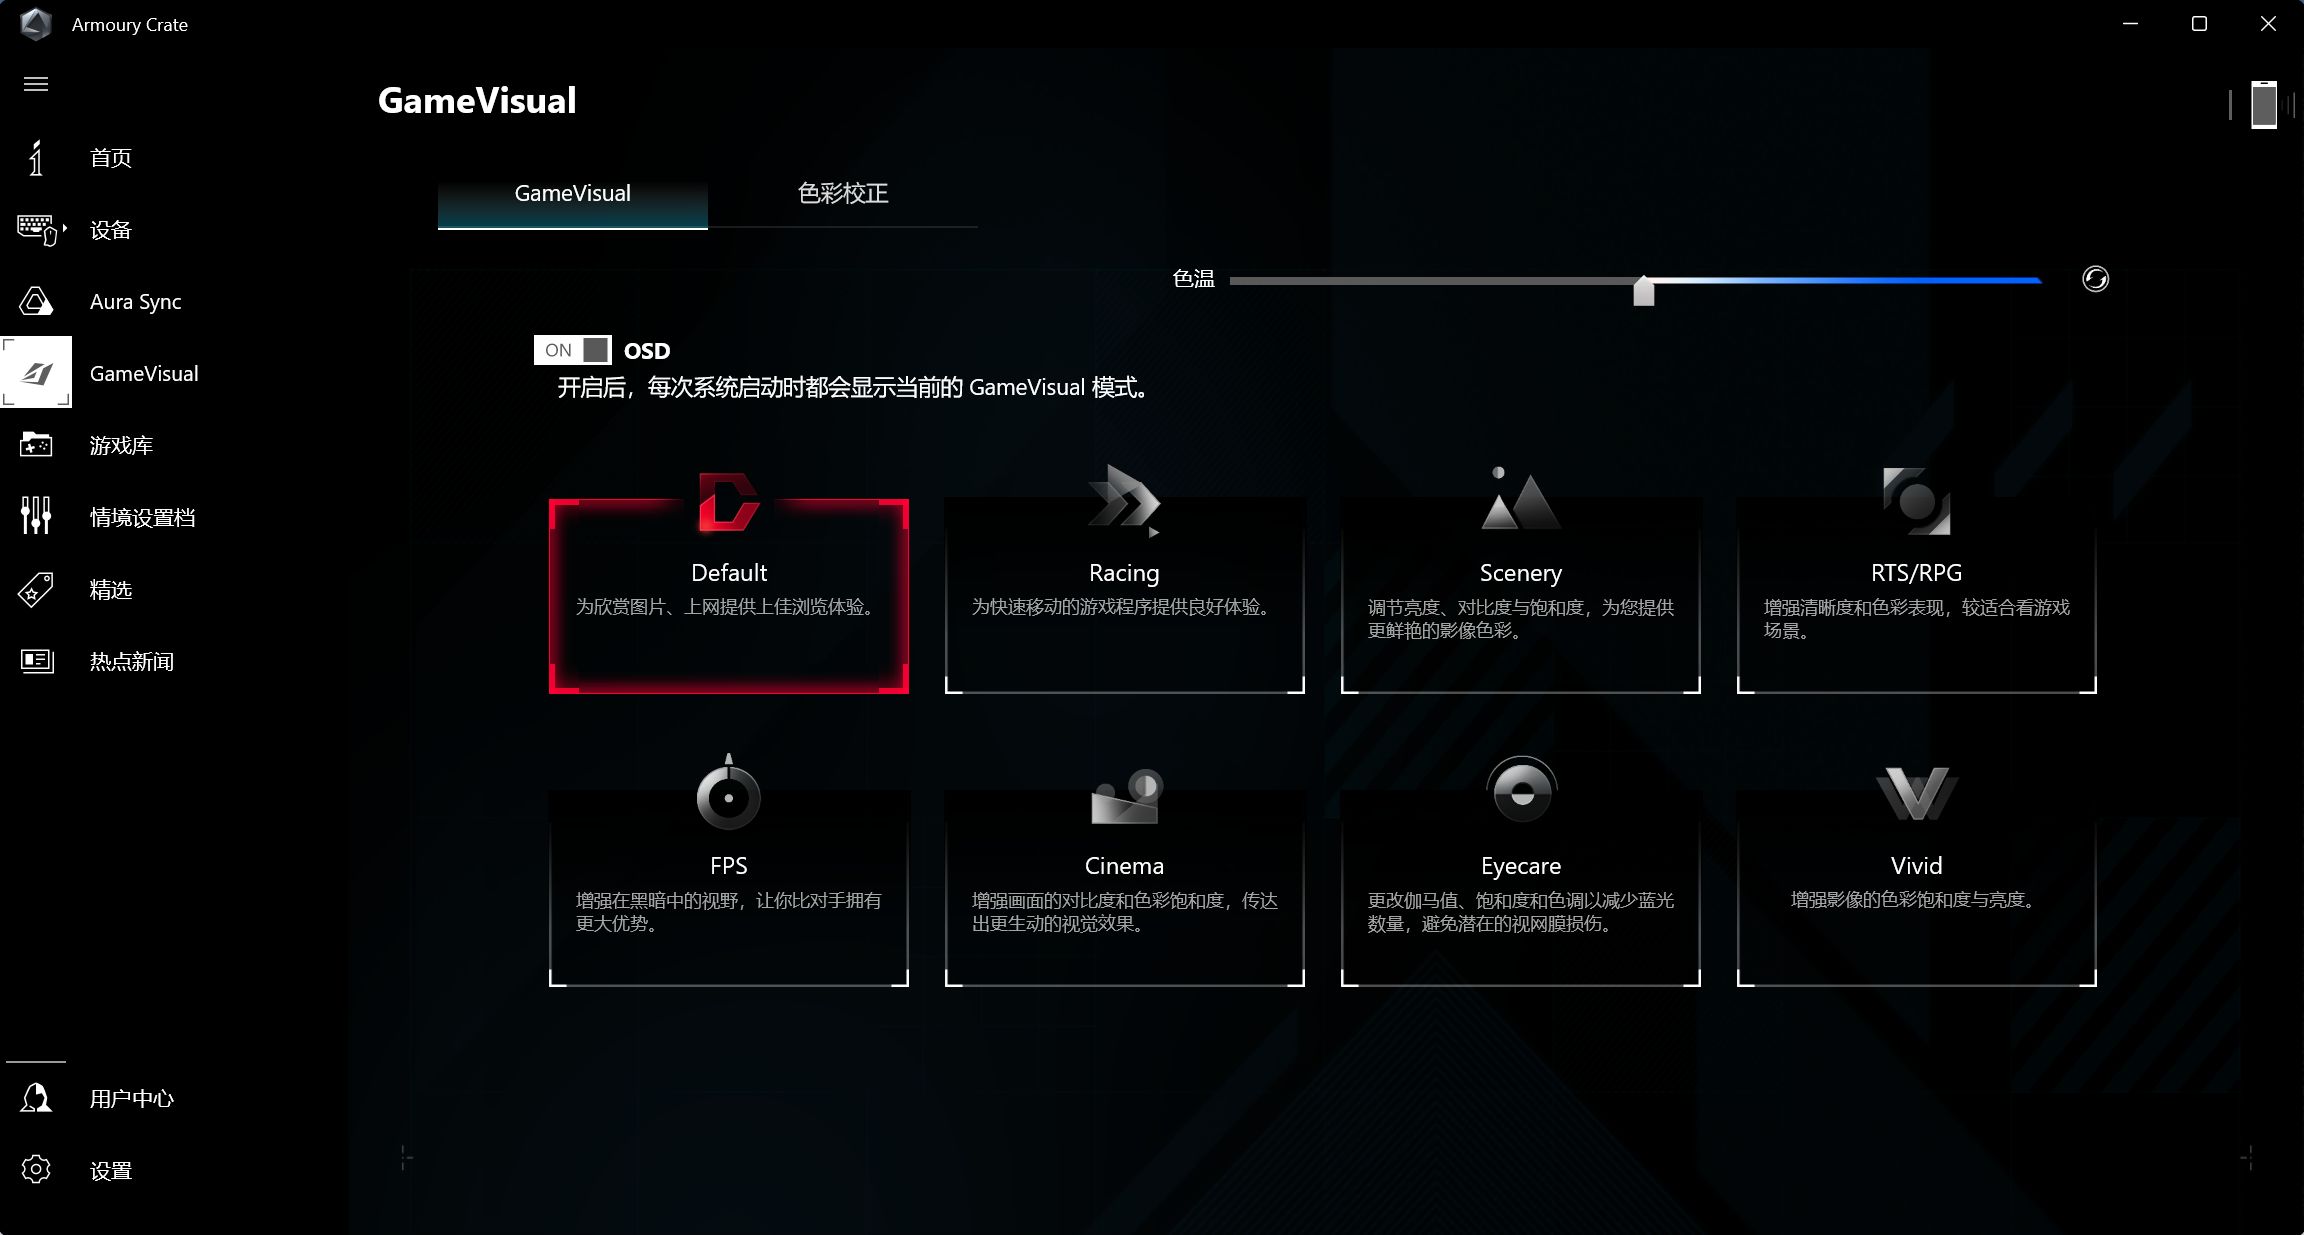 Armoury Crate
GameVisual
首页
设备
Aura Sync
GameVisual
游戏库
情境设置档
精选
热点新闻
用户中心
设置
GameVisual
色彩校正
色温
ON
OSD
开启后，每次系统启动时都会显示当前的 GameVisual 模式。
Default
为欣赏图片、上网提供上佳浏览体验。
Racing
为快速移动的游戏程序提供良好体验。
Scenery
调节亮度、对比度与饱和度，为您提供
更鲜艳的影像色彩。
RTS/RPG
增强清晰度和色彩表现，较适合看游戏
场景。
FPS
增强在黑暗中的视野，让你比对手拥有
更大优势。
Cinema
增强画面的对比度和色彩饱和度，传达
出更生动的视觉效果。
Eyecare
更改伽马值、饱和度和色调以减少蓝光
数量，避免潜在的视网膜损伤。
Vivid
增强影像的色彩饱和度与亮度。